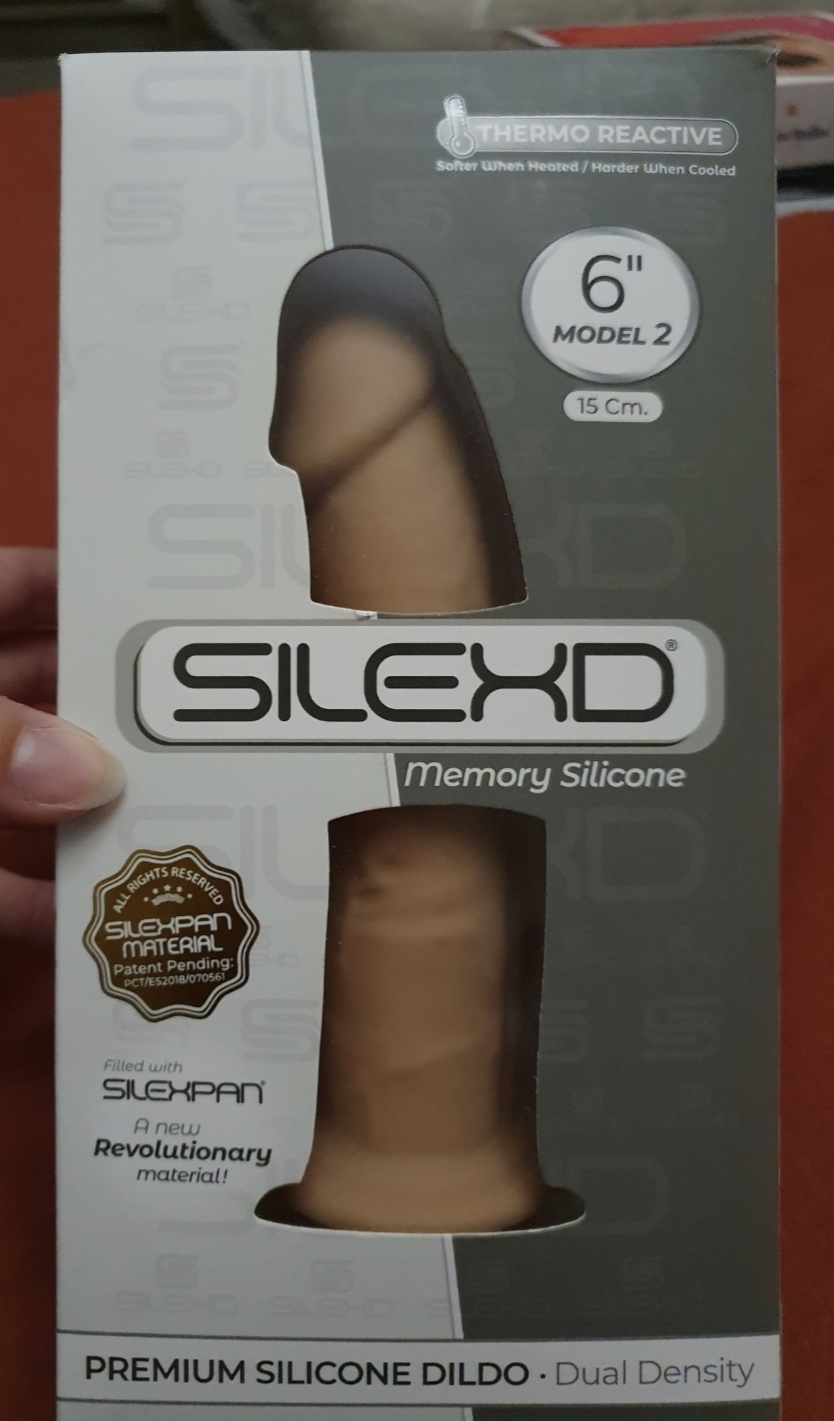 THERMO REACTIVE
Softer When Heated / Harder When Cooled
6"
MODEL 2
15 Cm.
SILEXD®
Memory Silicone
ALL RIGHTS RESERVED
SILEXPAN
MATERIAL
Patent Pending:
PCT/ES2018/070561
Filled with
SILEXPAN®
A new
Revolutionary
material!
PREMIUM SILICONE DILDO · Dual Density